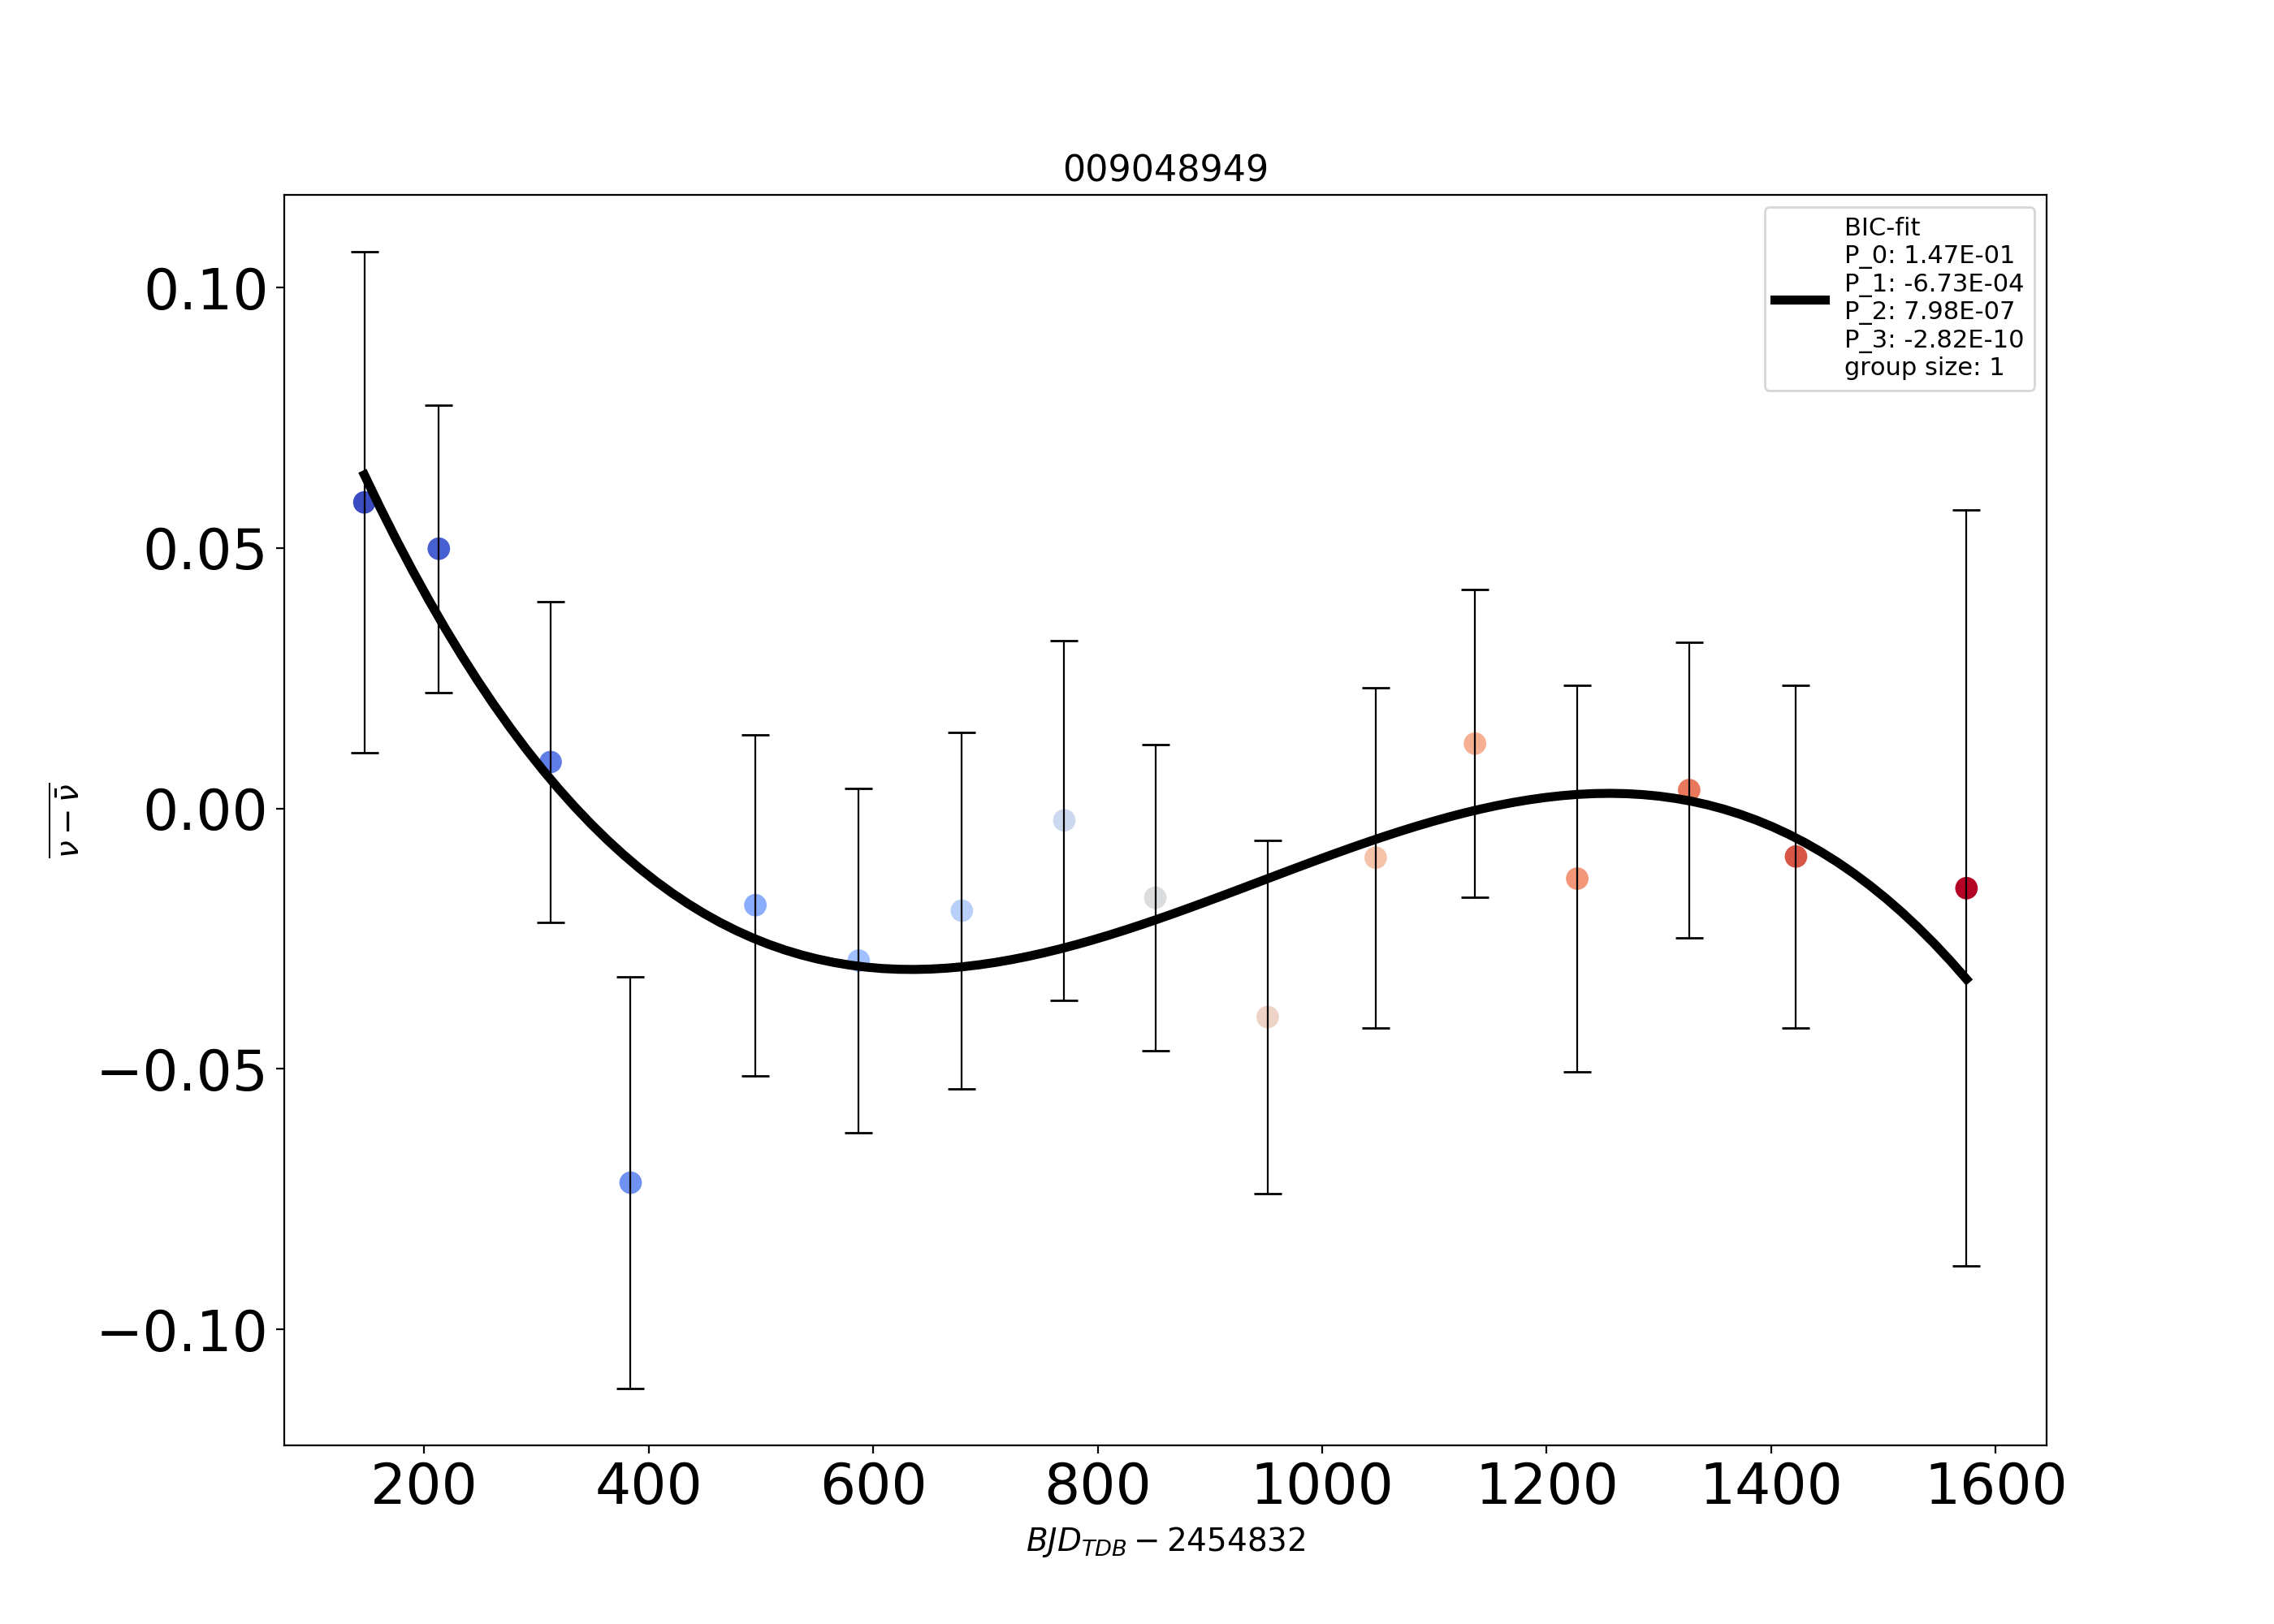 009048949
BIC-fit
P_0: 1.47E-01
P_1: -6.73E-04
P_2: 7.98E-07
P_3: -2.82E-10
group size: 1
0.10
0.05
0.00
−0.05
−0.10
ν − ν̄
200 400 600 800 1000 1200 1400 1600
BJD_TDB − 2454832